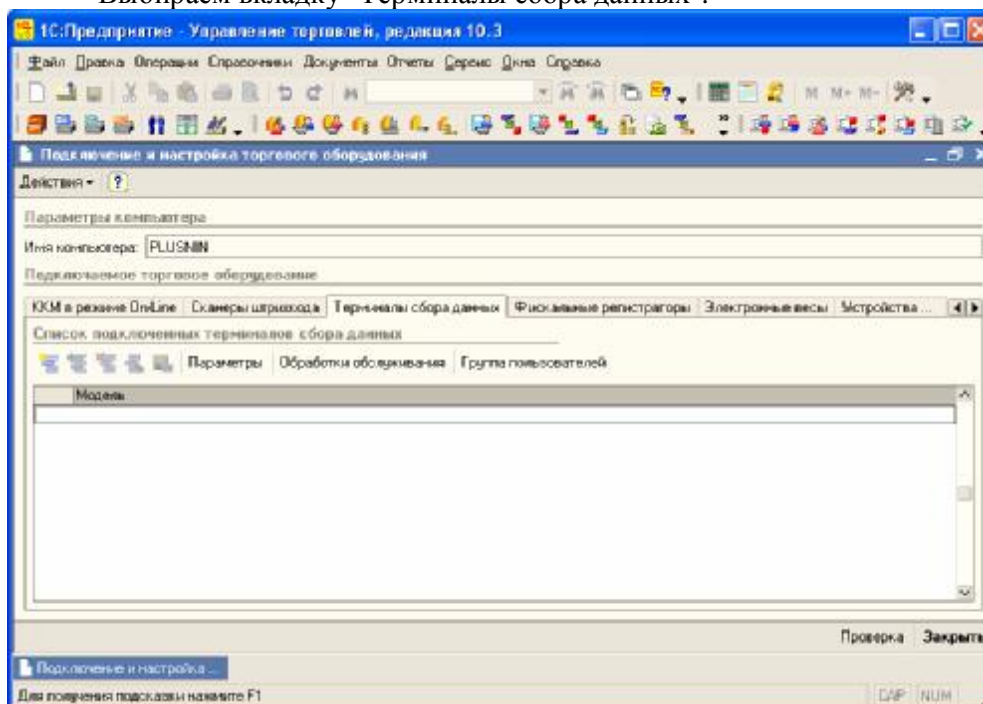 Выбираем вкладку "Терминалы сбора данных".
1С:Предприятие - Управление торговлей, редакция 10.3
Файл Правка Операции Справочники Документы Отчеты Сервис Окна Справка
M M+ M-
Подключение и настройка торгового оборудования
Действия ?
Параметры компьютера
Имя компьютера: PLUSNIN
Подключаемое торговое оборудование
ККМ в режиме OnLine Сканеры штрихкода Терминалы сбора данных Фискальные регистраторы Электронные весы Устройства ...
Список подключенных терминалов сбора данных
Параметры Обработки обслуживания Группа пользователей
Модель
Проверка Закрыть
Подключение и настройка ...
Для получения подсказки нажмите F1
CAP NUM